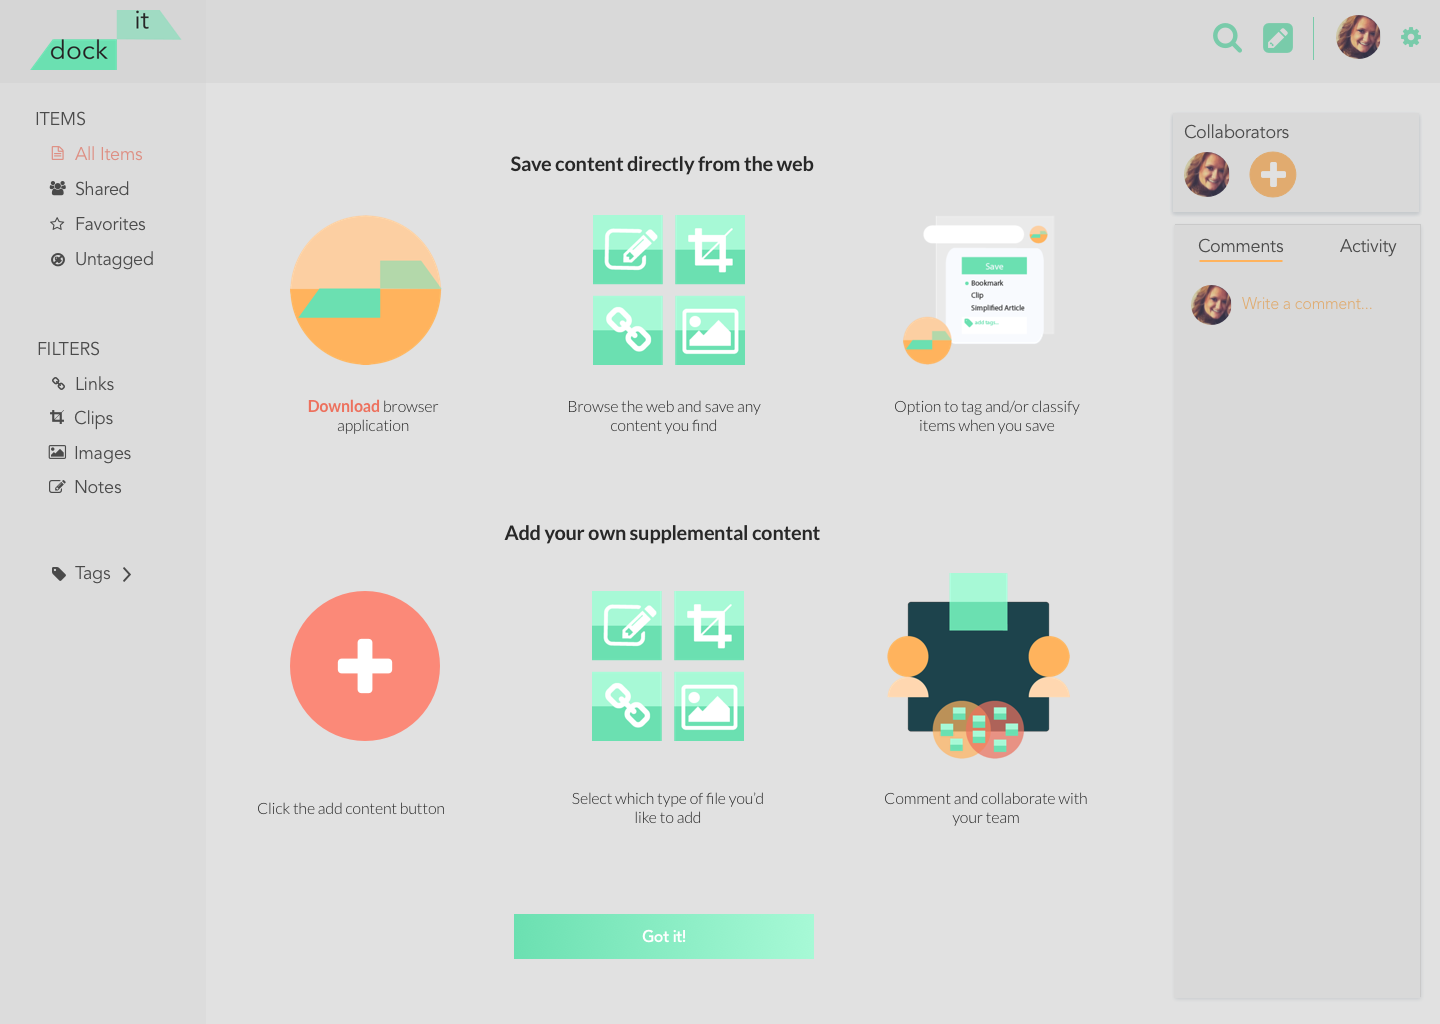 it
dock
ITEMS
All Items
Shared
Favorites
Untagged
FILTERS
Links
Clips
Images
Notes
Tags
Save content directly from the web
Save
Bookmark
Clip
Simplified Article
add tags...
Download browser
application
Browse the web and save any
content you find
Option to tag and/or classify
items when you save
Add your own supplemental content
Click the add content button
Select which type of file you'd
like to add
Comment and collaborate with
your team
Got it!
Collaborators
Comments Activity
Write a comment...